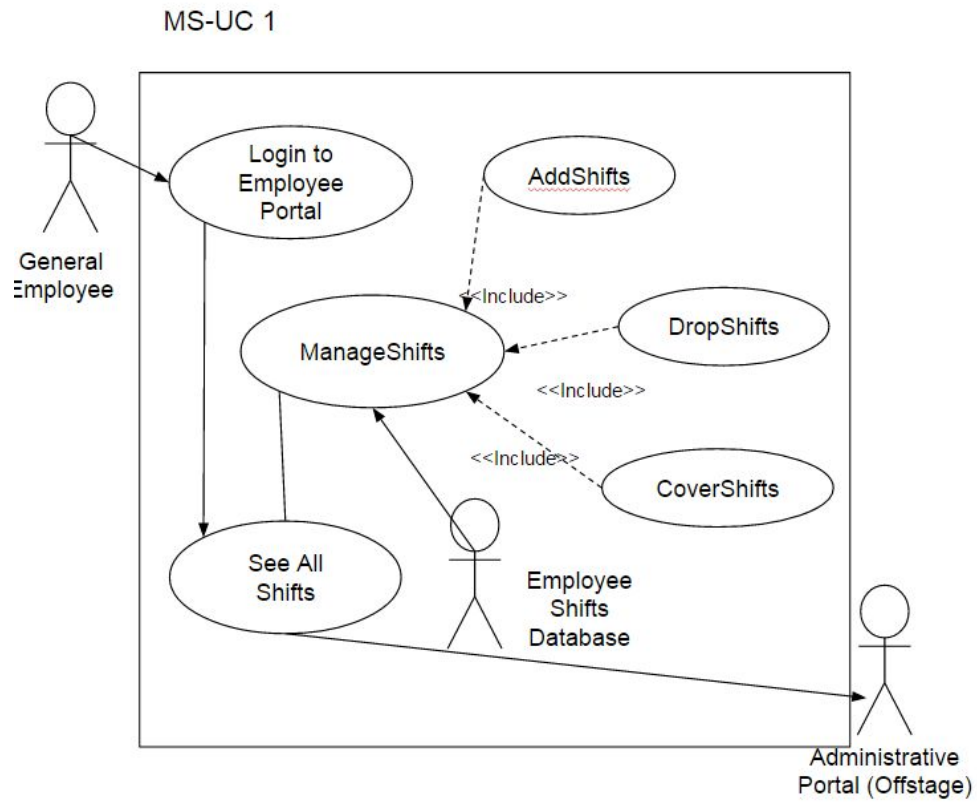 MS-UC 1
Login to
Employee
Portal
AddShifts
General
Employee
<<Include>>
ManageShifts
DropShifts
<<Include>>
<<Include>>
CoverShifts
See All
Shifts
Employee
Shifts
Database
Administrative
Portal (Offstage)